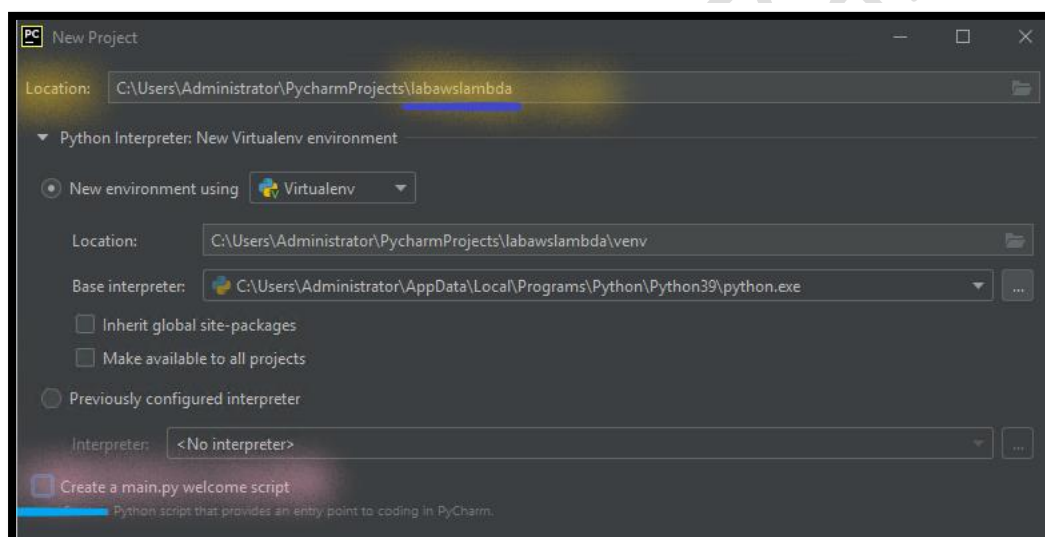 PC New Project
Location: C:\Users\Administrator\PycharmProjects\labawslambda
Python Interpreter: New Virtualenv environment
New environment using Virtualenv
Location: C:\Users\Administrator\PycharmProjects\labawslambda\venv
Base interpreter: C:\Users\Administrator\AppData\Local\Programs\Python\Python39\python.exe ...
Inherit global site-packages
Make available to all projects
Previously configured interpreter
Interpreter: <No interpreter> ...
Create a main.py welcome script
Python script that provides an entry point to coding in PyCharm.